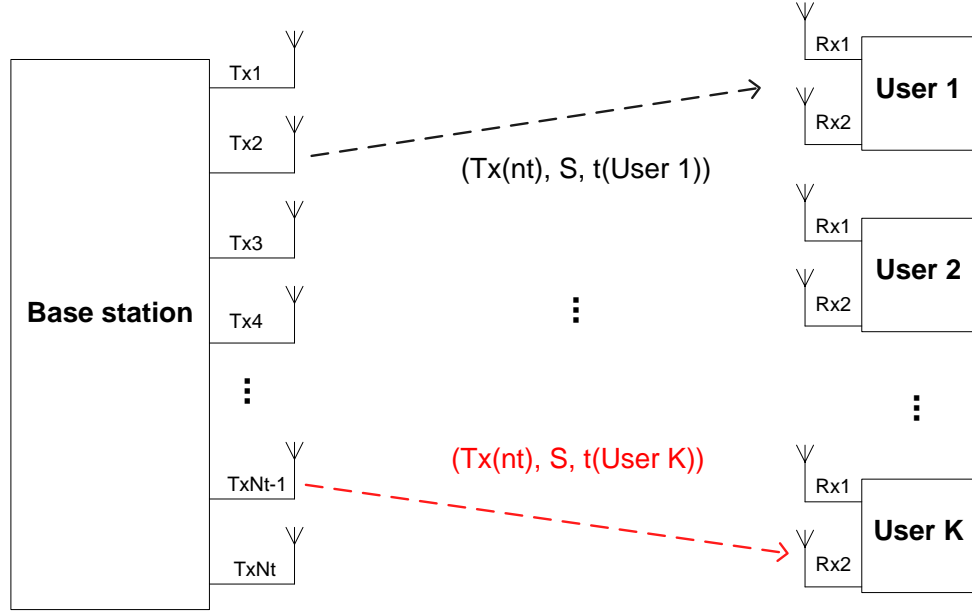 Base station
Tx1
Tx2
Tx3
Tx4
⋮
TxNt-1
TxNt
(Tx(nt), S, t(User 1))
⋮
(Tx(nt), S, t(User K))
Rx1
User 1
Rx2
Rx1
User 2
Rx2
⋮
Rx1
User K
Rx2